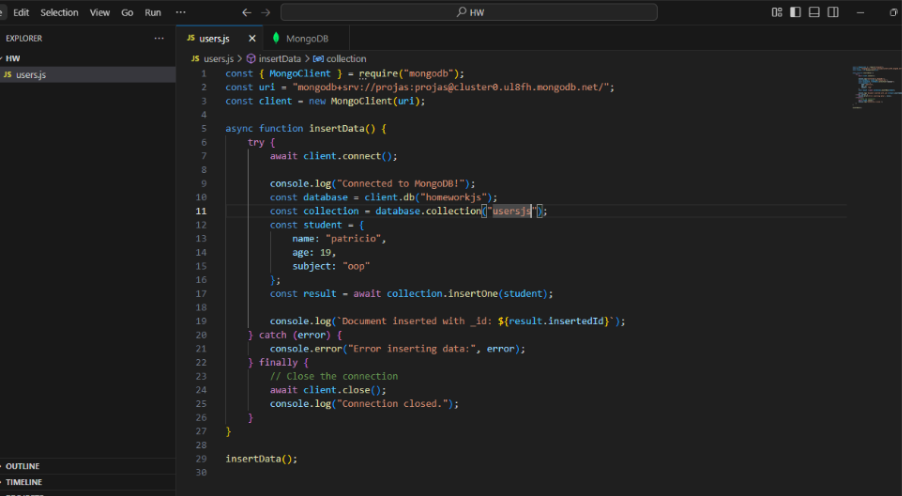 Edit Selection View Go Run ...
HW
EXPLORER ...
JS users.js
MongoDB
HW
JS users.js
JS users.js > insertData > collection
1 const { MongoClient } = require("mongodb");
2 const uri = "mongodb+srv://projas:projas@cluster0.ul8fh.mongodb.net/";
3 const client = new MongoClient(uri);
4
5 async function insertData() {
6 try {
7 await client.connect();
8
9 console.log("Connected to MongoDB!");
10 const database = client.db("homeworkjs");
11 const collection = database.collection("usersjs");
12 const student = {
13 name: "patricio",
14 age: 19,
15 subject: "oop"
16 };
17 const result = await collection.insertOne(student);
18
19 console.log(`Document inserted with _id: ${result.insertedId}`);
20 } catch (error) {
21 console.error("Error inserting data:", error);
22 } finally {
23 // Close the connection
24 await client.close();
25 console.log("Connection closed.");
26 }
27 }
28
29 insertData();
30
OUTLINE
TIMELINE